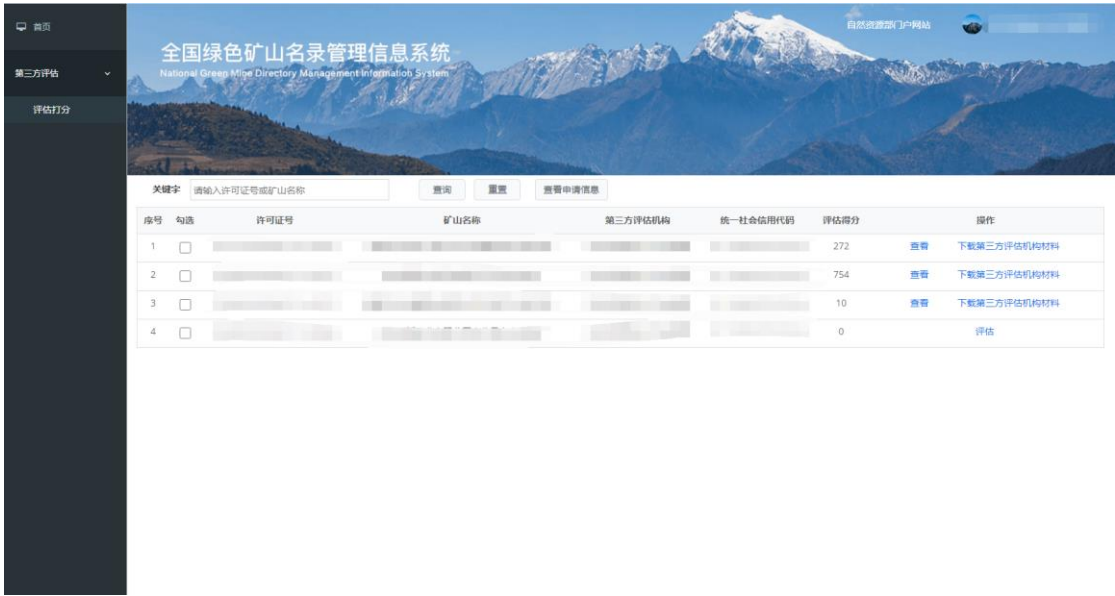 首页
自然资源部门户网站
全国绿色矿山名录管理信息系统
National Green Mine Directory Management Information System
第三方评估
评估打分
关键字 请输入许可证号或矿山名称 查询 重置 查看申请信息
序号 勾选 许可证号 矿山名称 第三方评估机构 统一社会信用代码 评估得分 操作
1 272 查看 下载第三方评估机构材料
2 754 查看 下载第三方评估机构材料
3 10 查看 下载第三方评估机构材料
4 0 评估